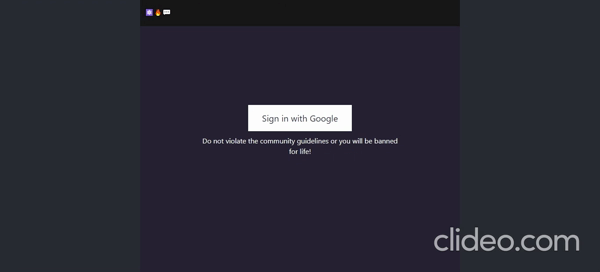 ⚛️🔥💬
Sign in with Google
Do not violate the community guidelines or you will be banned
for life!
clideo.com